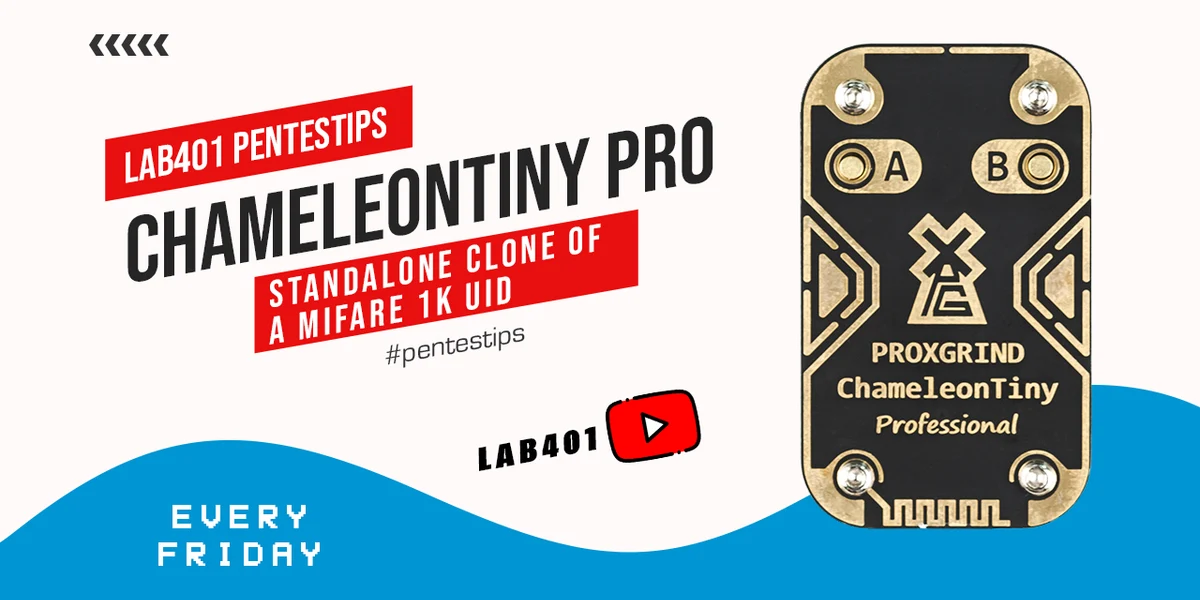 LAB401 PENTESTIPS
CHAMELEONTINY PRO
STANDALONE CLONE OF
A MIFARE 1K UID
#pentestips
LAB401
EVERY
FRIDAY
A B
PROXGRIND
ChameleonTiny
Professional